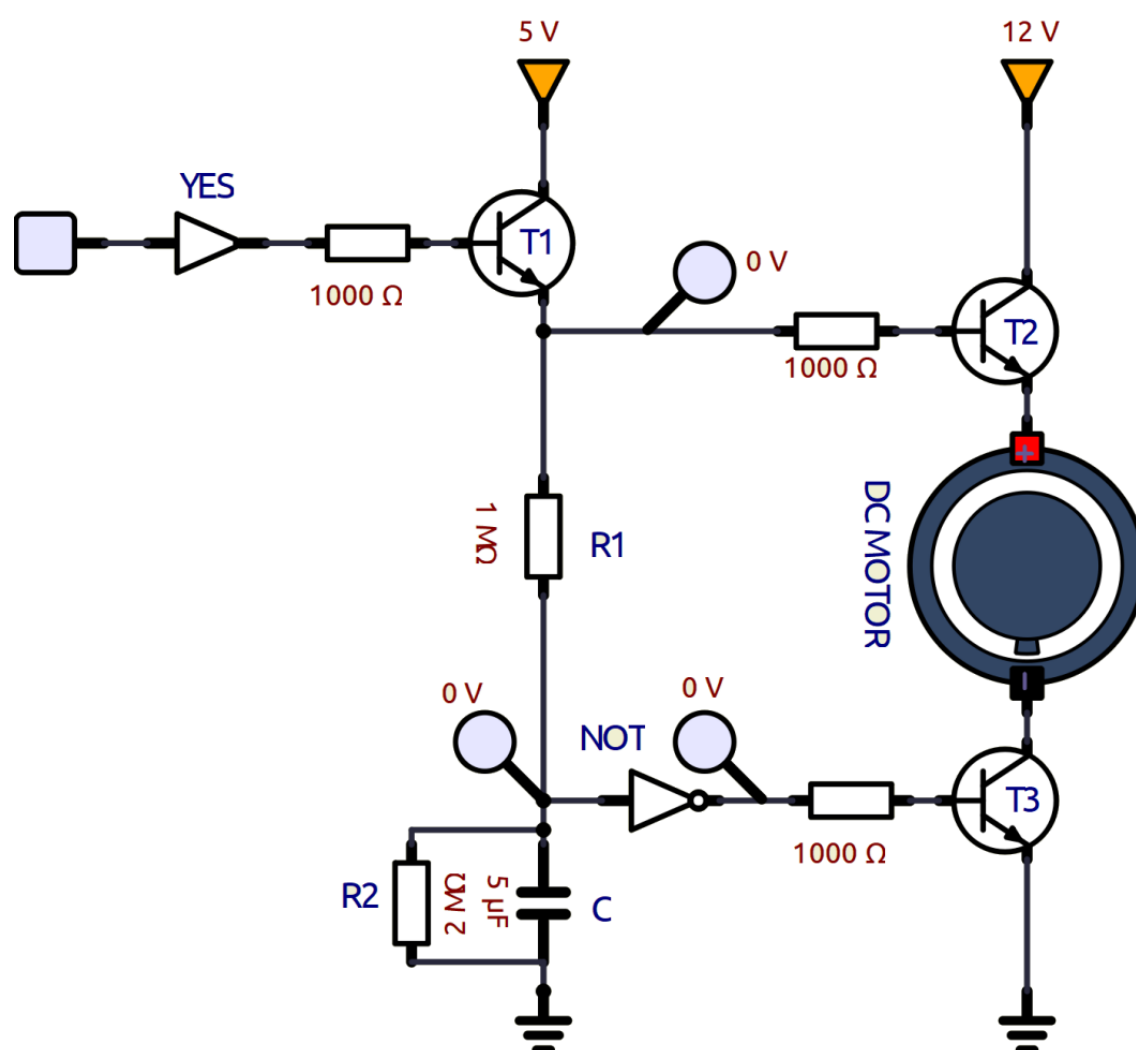 5 V
12 V
YES
T1
1000 Ω
0 V
T2
1000 Ω
+
DC MOTOR
R1
1 MΩ
0 V
0 V
NOT
T3
1000 Ω
R2
2 MΩ
5 µF
C